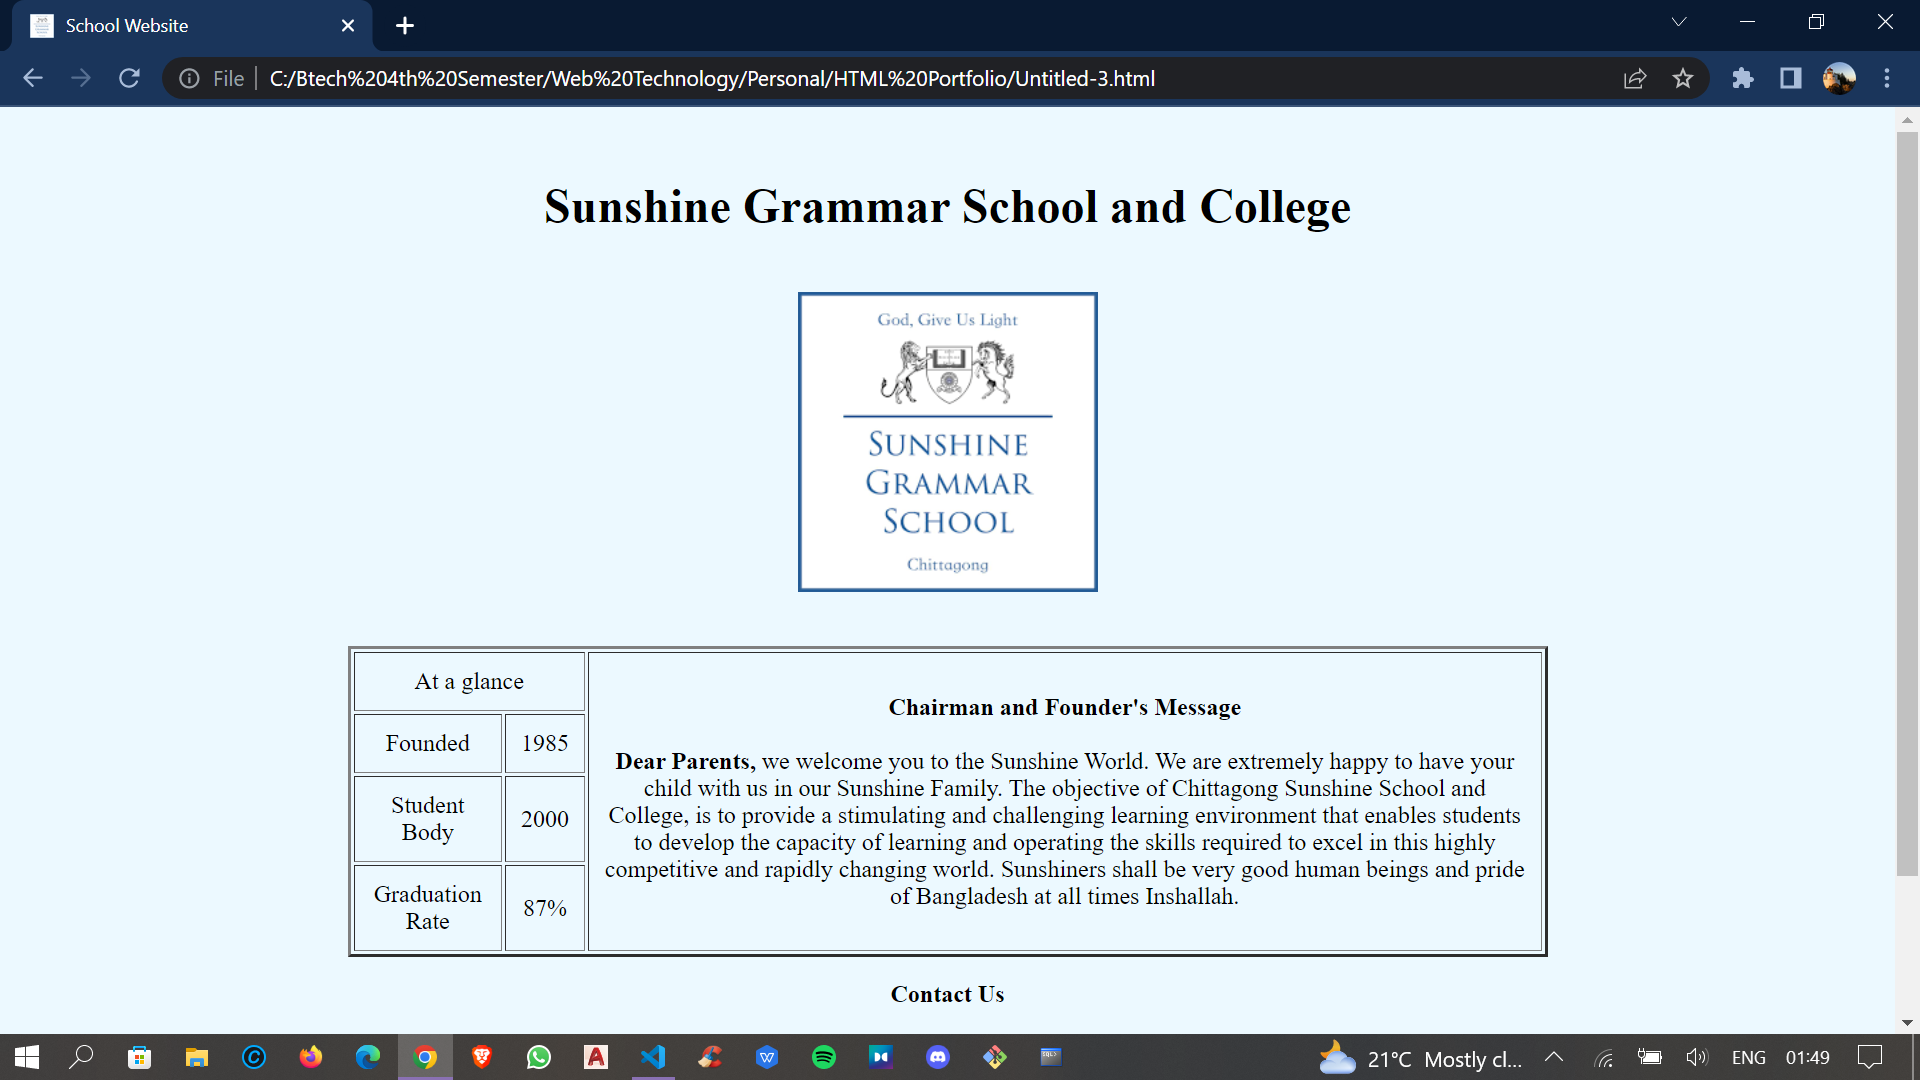 School Website
File
C:/Btech%204th%20Semester/Web%20Technology/Personal/HTML%20Portfolio/Untitled-3.html
Sunshine Grammar School and College
God, Give Us Light
SUNSHINE
GRAMMAR
SCHOOL
Chittagong
At a glance
Founded 1985
Student
Body
2000
Graduation
Rate
87%
Chairman and Founder's Message
Dear Parents, we welcome you to the Sunshine World. We are extremely happy to have your
child with us in our Sunshine Family. The objective of Chittagong Sunshine School and
College, is to provide a stimulating and challenging learning environment that enables students
to develop the capacity of learning and operating the skills required to excel in this highly
competitive and rapidly changing world. Sunshiners shall be very good human beings and pride
of Bangladesh at all times Inshallah.
Contact Us
21°C Mostly cl... ENG 01:49